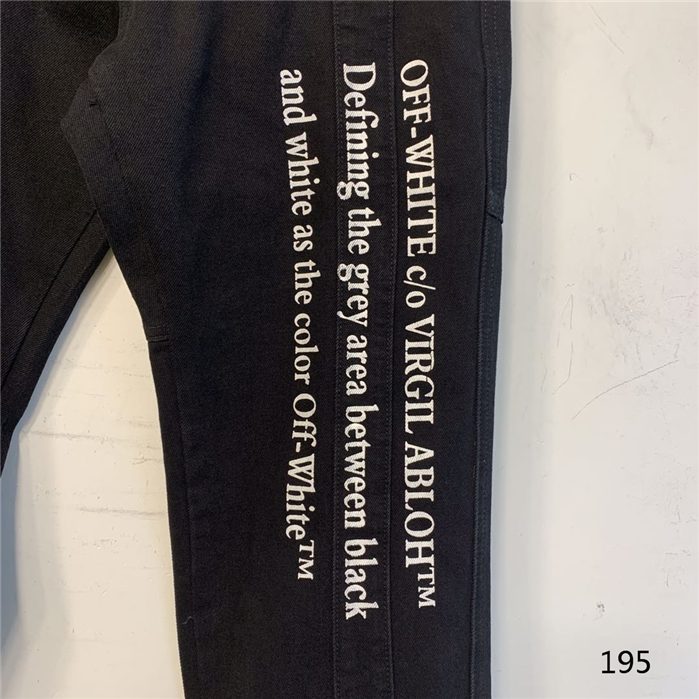 OFF-WHITE c/o VIRGIL ABLOH™
Defining the grey area between black
and white as the color Off-White™
195